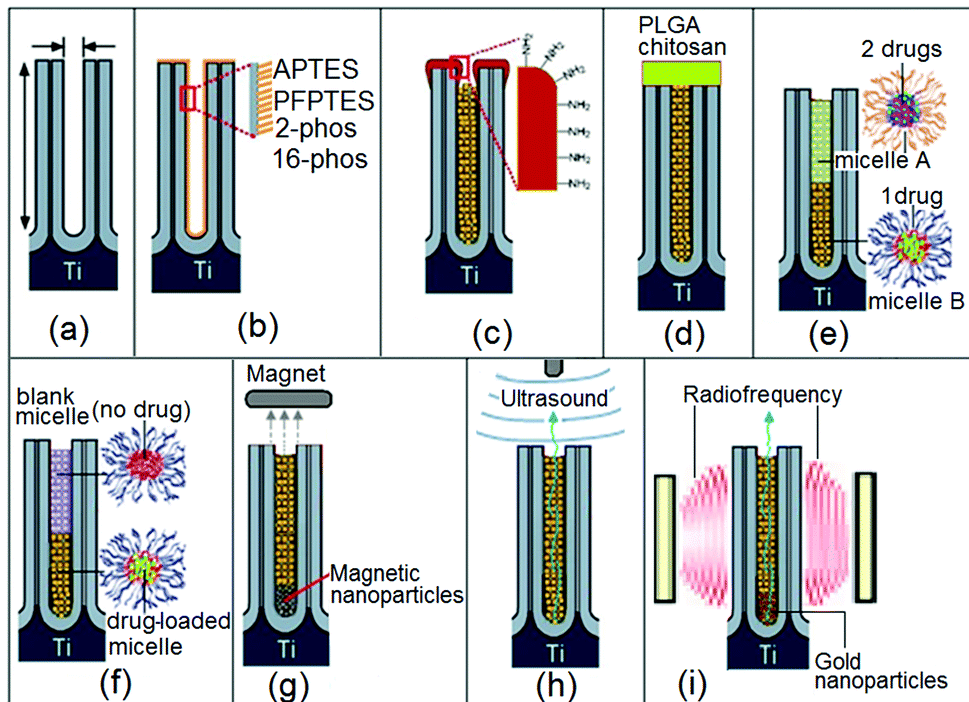 Ti
(a)
APTES
PFPTES
2-phos
16-phos
Ti
(b)
NH2
NH2
NH2
-NH2
-NH2
-NH2
-NH2
Ti
(c)
PLGA
chitosan
Ti
(d)
2 drugs
micelle A
1drug
micelle B
Ti
(e)
blank
micelle
(no drug)
drug-loaded
micelle
Ti
(f)
Magnet
Magnetic
nanoparticles
Ti
(g)
Ultrasound
Ti
(h)
Radiofrequency
Gold
nanoparticles
Ti
(i)